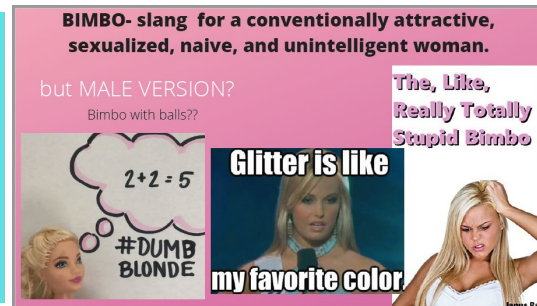 BIMBO- slang for a conventionally attractive,
sexualized, naive, and unintelligent woman.
but MALE VERSION?
Bimbo with balls??
2+2=5
#DUMB
BLONDE
Glitter is like
my favorite color.
The, Like,
Really Totally
Stupid Bimbo